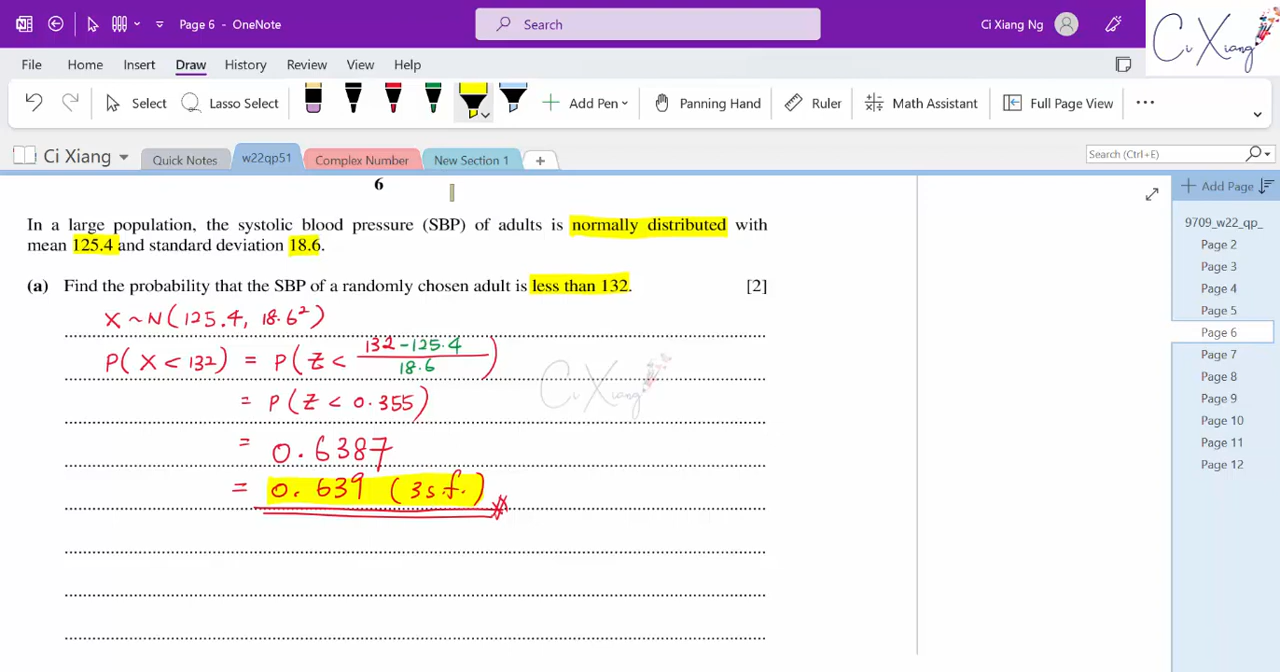 Page 6 - OneNote
Search
Ci Xiang Ng
Ci Xiang
File Home Insert Draw History Review View Help
Select Lasso Select Add Pen Panning Hand Ruler Math Assistant Full Page View
Ci Xiang Quick Notes w22qp51 Complex Number New Section 1 + Search (Ctrl+E)
6
In a large population, the systolic blood pressure (SBP) of adults is normally distributed with
mean 125.4 and standard deviation 18.6.
(a) Find the probability that the SBP of a randomly chosen adult is less than 132. [2]
X ~ N(125.4, 18.6²)
P(X < 132) = P(Z < (132 - 125.4)/18.6)
= P(Z < 0.355)
= 0.6387
= 0.639 (3s.f.)
Ci Xiang
Add Page
9709_w22_qp_
Page 2
Page 3
Page 4
Page 5
Page 6
Page 7
Page 8
Page 9
Page 10
Page 11
Page 12